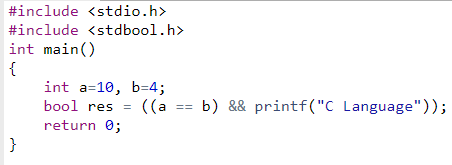 #include <stdio.h>
#include <stdbool.h>
int main()
{
    int a=10, b=4;
    bool res = ((a == b) && printf("C Language"));
    return 0;
}